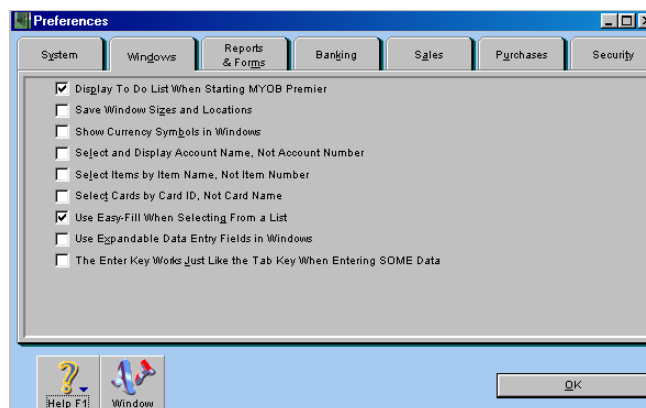 Preferences
System
Windows
Reports
& Forms
Banking
Sales
Purchases
Security
Display To Do List When Starting MYOB Premier
Save Window Sizes and Locations
Show Currency Symbols in Windows
Select and Display Account Name, Not Account Number
Select Items by Item Name, Not Item Number
Select Cards by Card ID, Not Card Name
Use Easy-Fill When Selecting From a List
Use Expandable Data Entry Fields in Windows
The Enter Key Works Just Like the Tab Key When Entering SOME Data
Help F1
Window
OK